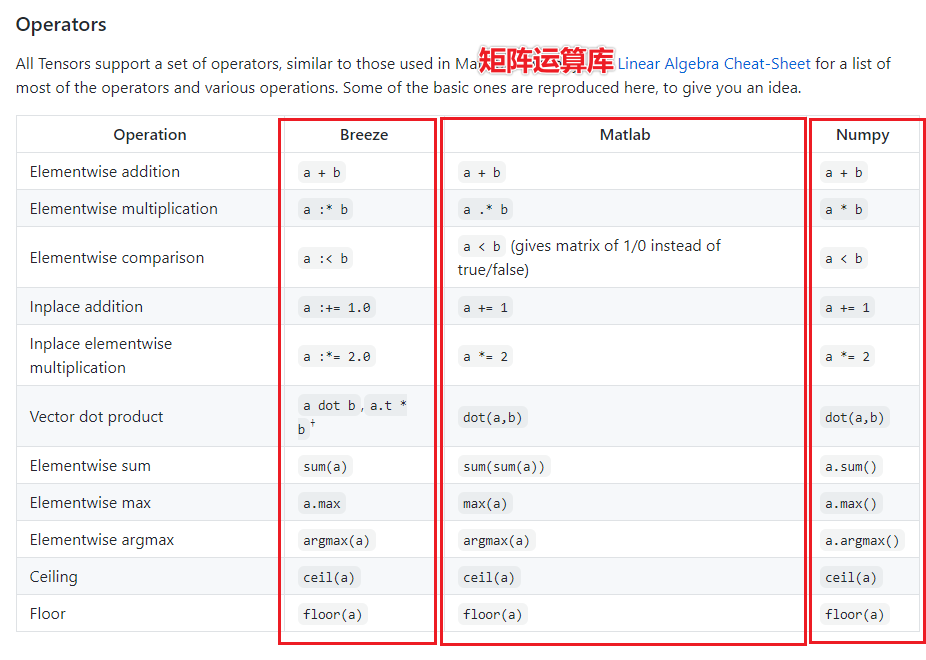 Operators
All Tensors support a set of operators, similar to those used in Ma
矩阵运算库
Linear Algebra Cheat-Sheet for a list of
most of the operators and various operations. Some of the basic ones are reproduced here, to give you an idea.
Operation Breeze Matlab Numpy
Elementwise addition a + b a + b a + b
Elementwise multiplication a :* b a .* b a * b
Elementwise comparison a :< b a < b (gives matrix of 1/0 instead of
true/false) a < b
Inplace addition a :+= 1.0 a += 1 a += 1
Inplace elementwise
multiplication a :*= 2.0 a *= 2 a *= 2
Vector dot product a dot b , a.t *
b † dot(a,b) dot(a,b)
Elementwise sum sum(a) sum(sum(a)) a.sum()
Elementwise max a.max max(a) a.max()
Elementwise argmax argmax(a) argmax(a) a.argmax()
Ceiling ceil(a) ceil(a) ceil(a)
Floor floor(a) floor(a) floor(a)